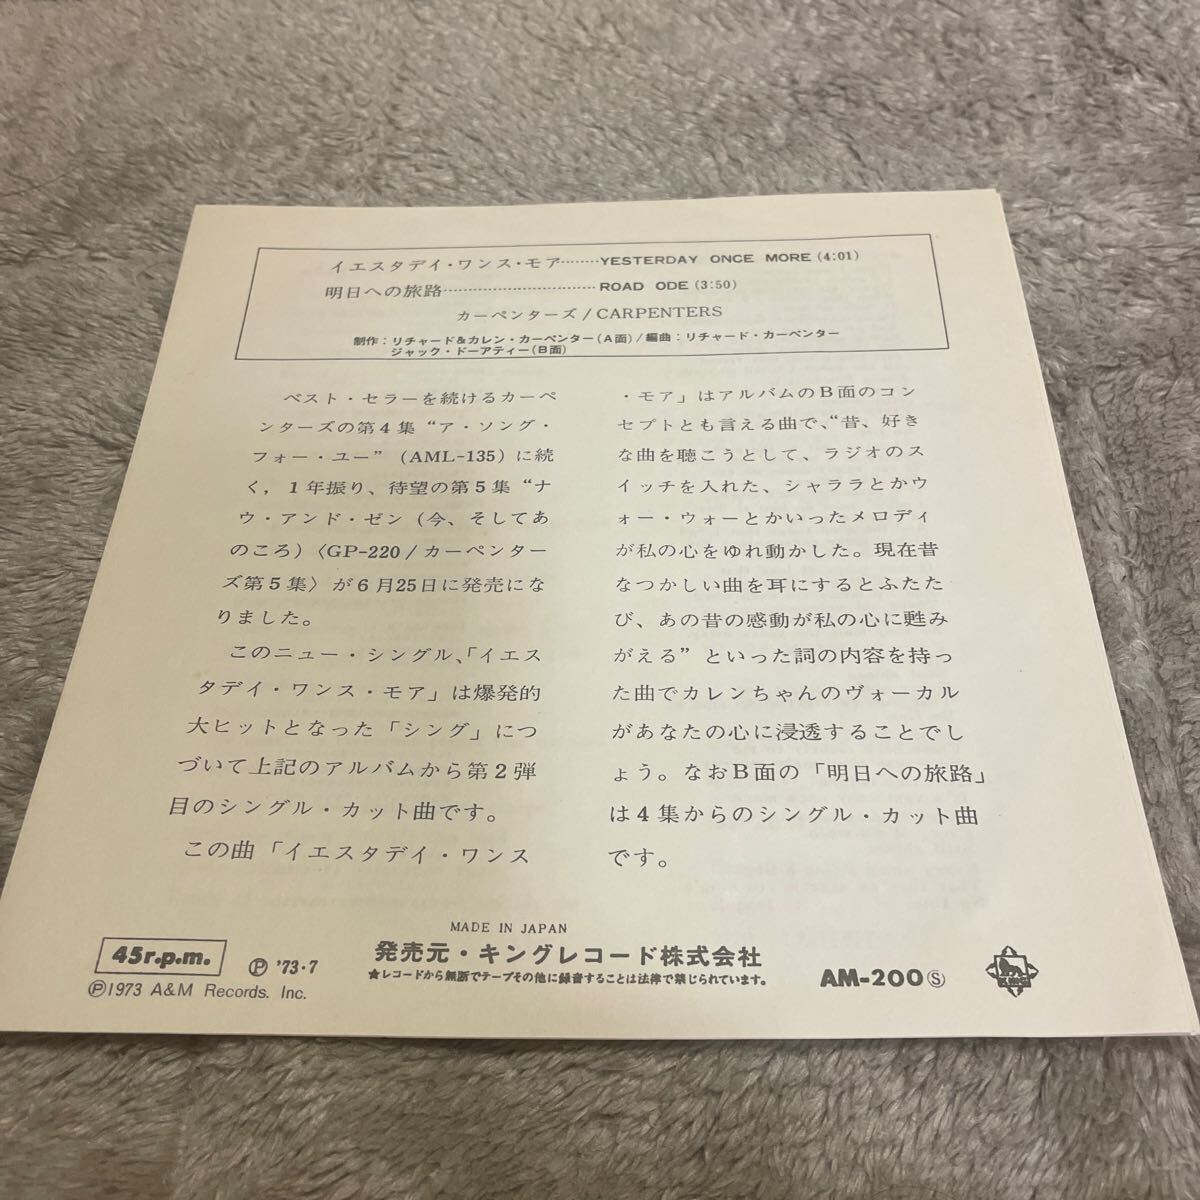 イエスタデイ・ワンス・モア……YESTERDAY ONCE MORE (4:01)
明日への旅路…………………………ROAD ODE (3:50)
カーペンターズ / CARPENTERS
制作：リチャード＆カレン・カーペンター(A面) / 編曲：リチャード・カーペンター
ジャック・ドーアティー(B面)
ベスト・セラーを続けるカーペ
ンターズの第4集“ア・ソング・
フォー・ユー”(AML-135)に続
く，1年振り、待望の第5集“ナ
ウ・アンド・ゼン(今、そしてあ
のころ)〈GP-220 / カーペンター
ズ第5集〉が6月25日に発売にな
りました。
このニュー・シングル、「イエス
タデイ・ワンス・モア」は爆発的
大ヒットとなった「シング」につ
づいて上記のアルバムから第2弾
目のシングル・カット曲です。
この曲「イエスタデイ・ワンス
・モア」はアルバムのB面のコン
セプトとも言える曲で、“昔、好き
な曲を聴こうとして、ラジオのス
イッチを入れた、シャララとかウ
ォー・ウォーとかいったメロディ
が私の心をゆれ動かした。現在昔
なつかしい曲を耳にするとふたた
び、あの昔の感動が私の心に甦み
がえる”といった詞の内容を持っ
た曲でカレンちゃんのヴォーカル
があなたの心に浸透することでし
ょう。なおB面の「明日への旅路」
は4集からのシングル・カット曲
です。
MADE IN JAPAN
45r.p.m.
Ⓟ '73・7
発売元・キングレコード株式会社
★レコードから無断でテープその他に録音することは法律で禁じられています。
AM-200 Ⓢ
KING
Ⓟ1973 A&M Records. Inc.